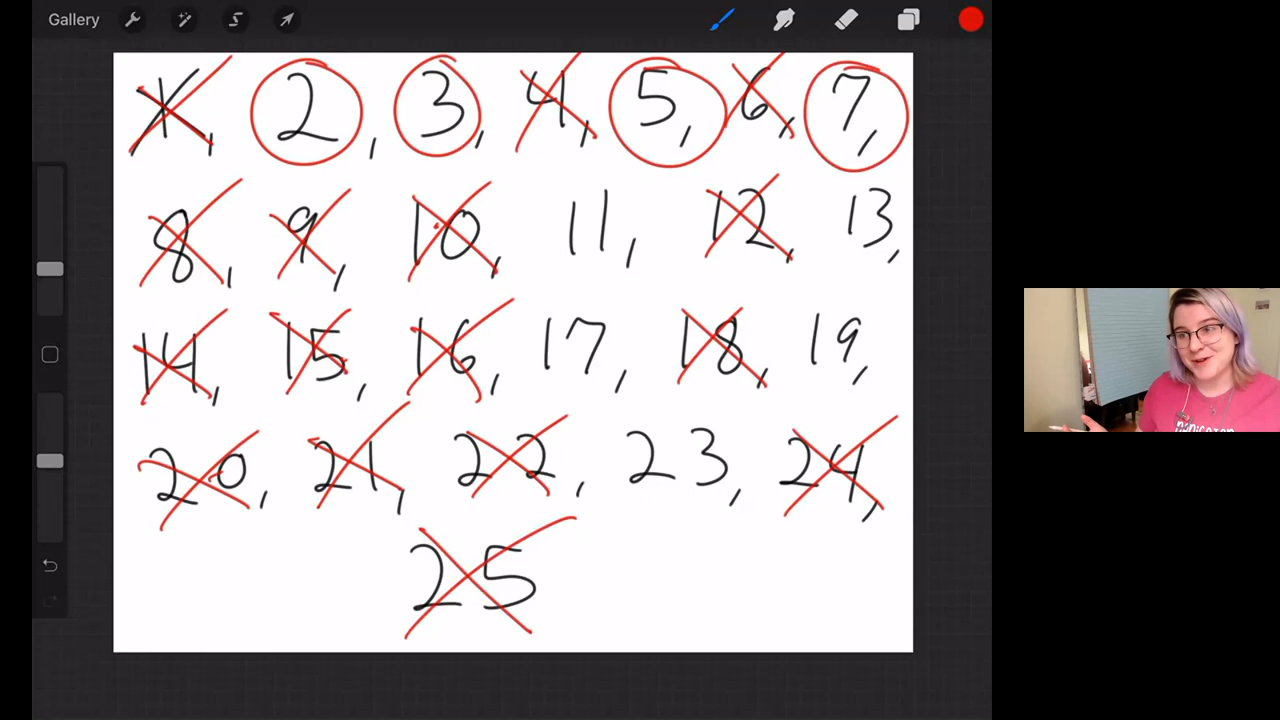 Gallery
1, 2, 3, 4, 5, 6, 7,
8, 9, 10, 11, 12, 13,
14, 15, 16, 17, 18, 19,
20, 21, 22, 23, 24,
25